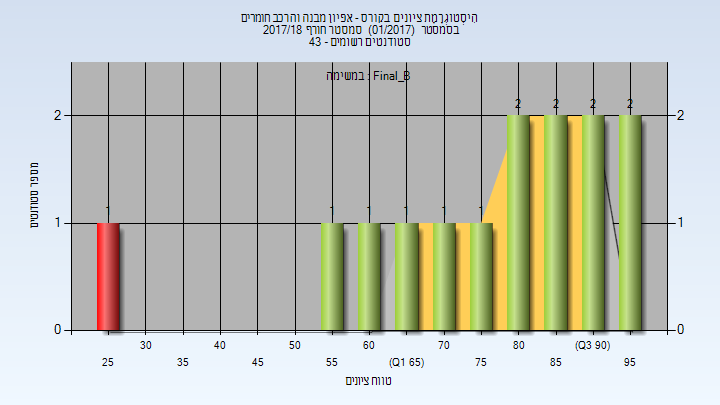 היסטוגרמת ציונים בקורס - אפיון מבנה והרכב חומרים
בסמסטר (01/2017) סמסטר חורף 2017/18
סטודנטים רשומים - 43
במשימה : Final_B
מספר סטודנטים
2
1
0
2
1
0
1 1 1 1 1 1 2 2 2 2
30 40 50 60 70 80 (Q3 90)
25 35 45 55 (Q1 65) 75 85 95
טווח ציונים